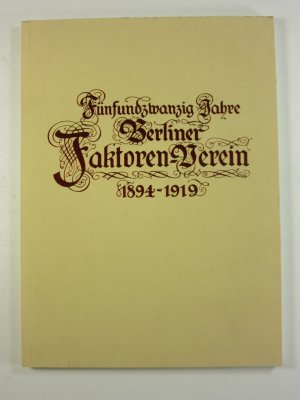 Fünfundzwanzig Jahre
Berliner
Faktoren-Verein
1894-1919